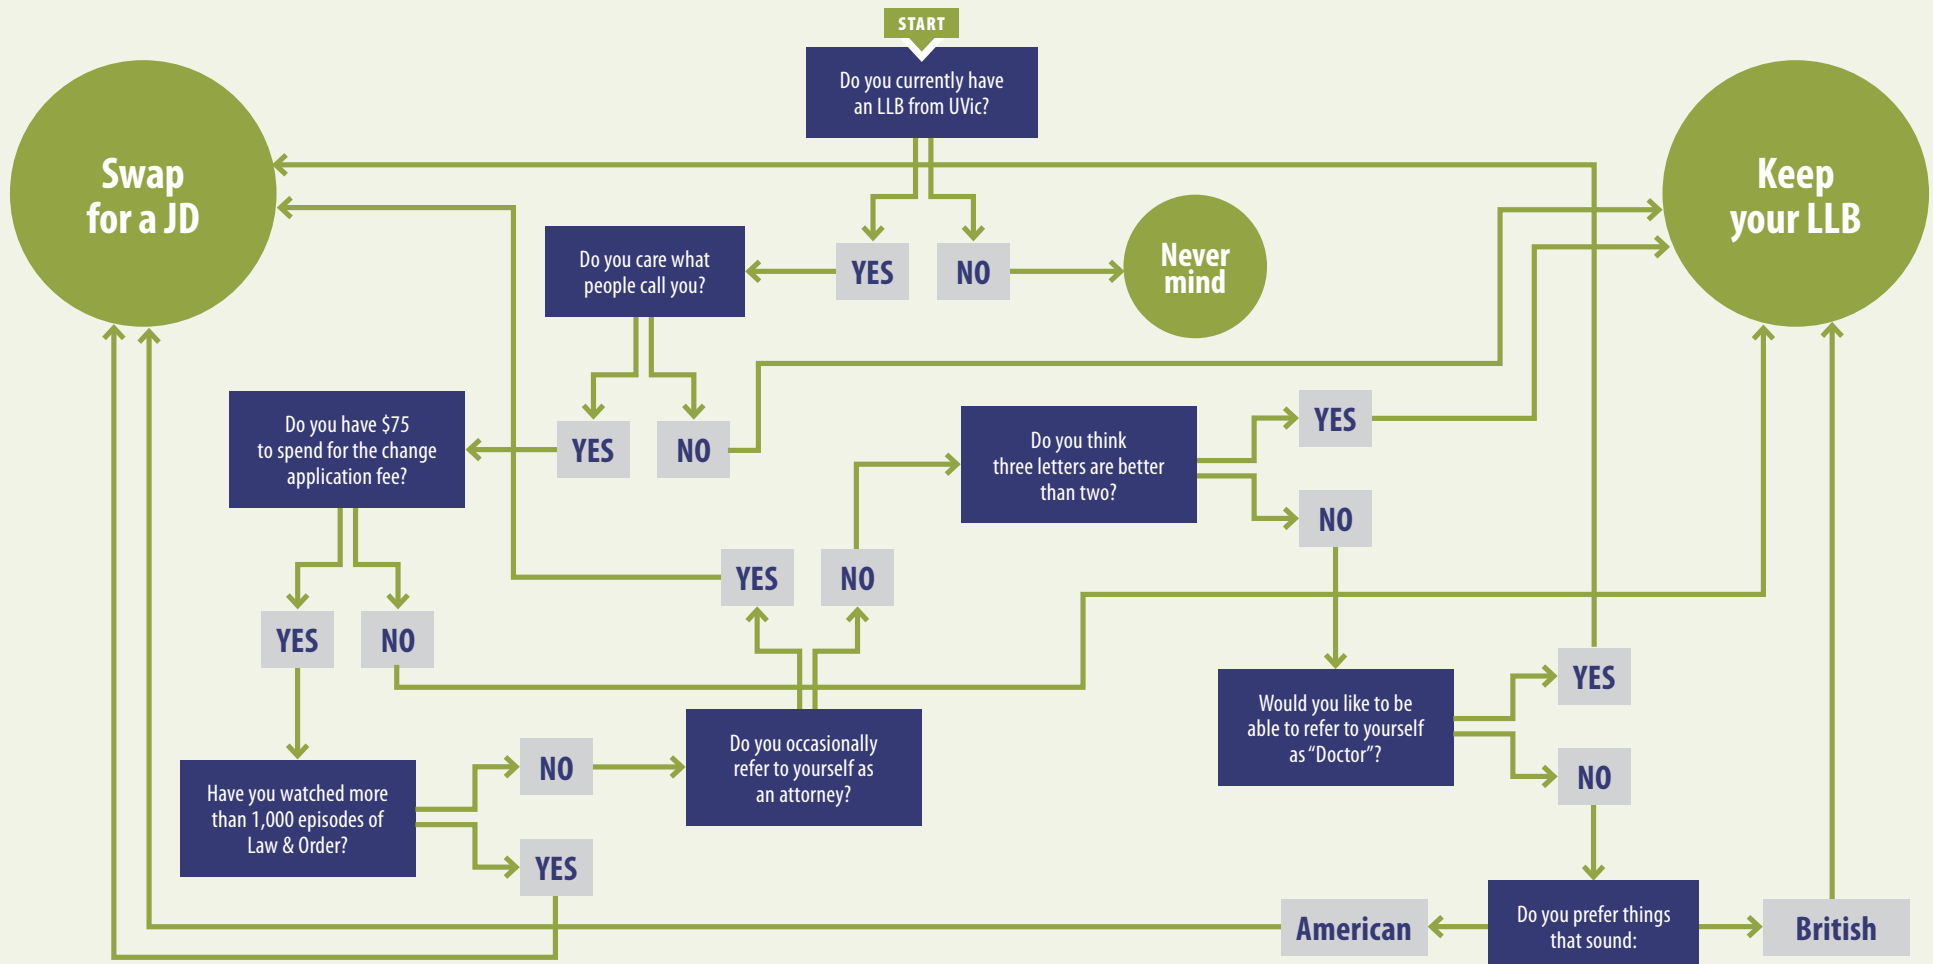 START
Do you currently have
an LLB from UVic?
Swap
for a JD
Keep
your LLB
Never
mind
YES
NO
Do you care what
people call you?
YES
NO
Do you have $75
to spend for the change
application fee?
YES
NO
Do you think
three letters are better
than two?
YES
NO
YES
NO
Would you like to be
able to refer to yourself
as “Doctor”?
YES
NO
Do you occasionally
refer to yourself as
an attorney?
Have you watched more
than 1,000 episodes of
Law & Order?
NO
YES
American
Do you prefer things
that sound:
British